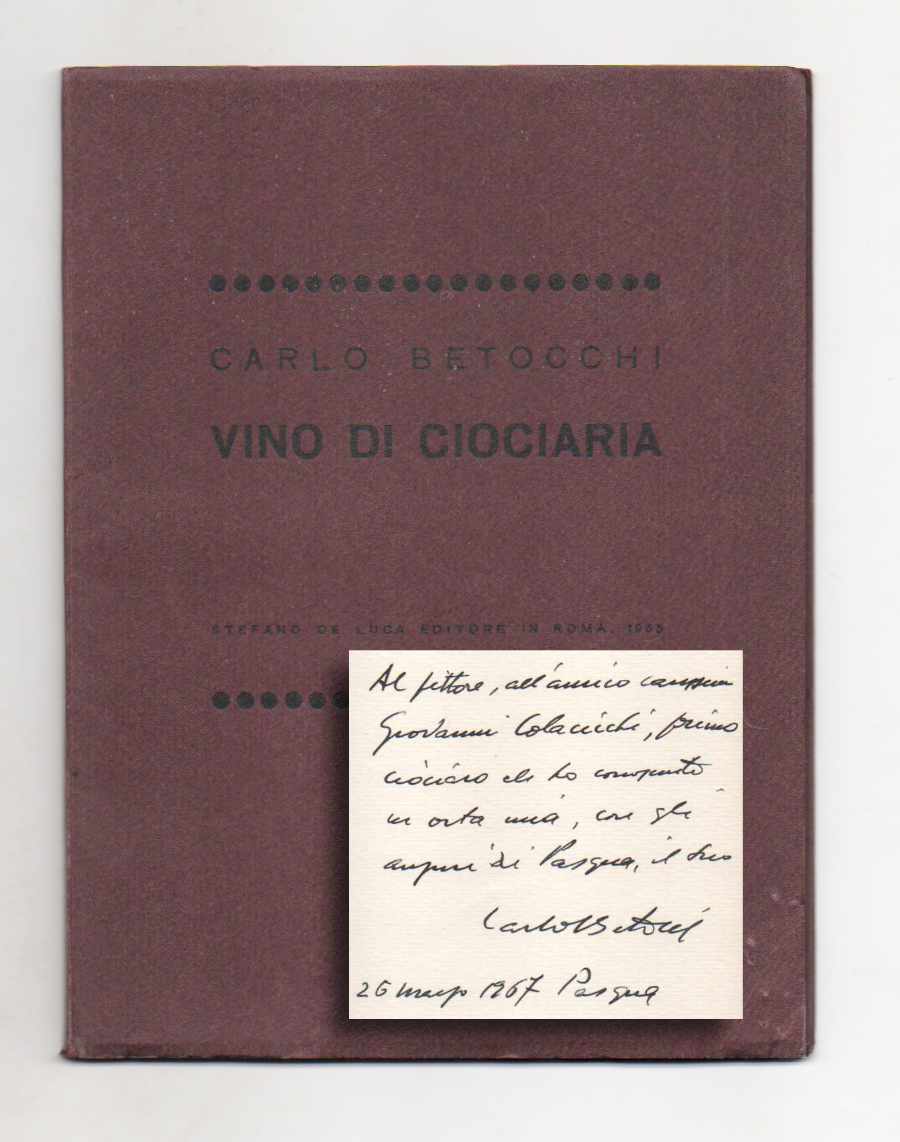 CARLO BETOCCHI
VINO DI CIOCIARIA
STEFANO DE LUCA EDITORE IN ROMA, 1965
Al pittore, all'amico carissimo
Giovanni Colacicchi, primo
ciociaro che ho conosciuto
in vita mia, con gli
auguri di Pasqua, il suo
Carlo Betocchi
26 marzo 1967 Pasqua